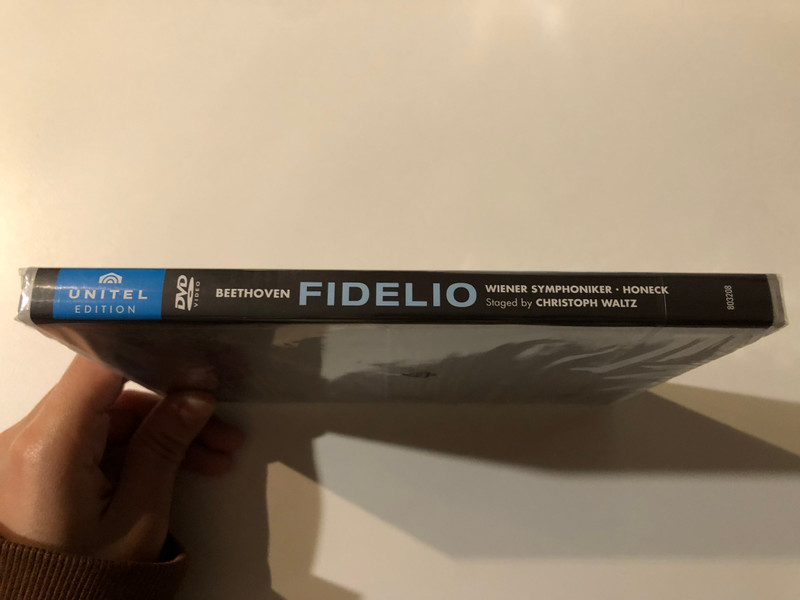 UNITEL
EDITION
DVD
VIDEO
BEETHOVEN FIDELIO
WIENER SYMPHONIKER · HONECK
Staged by CHRISTOPH WALTZ
803208